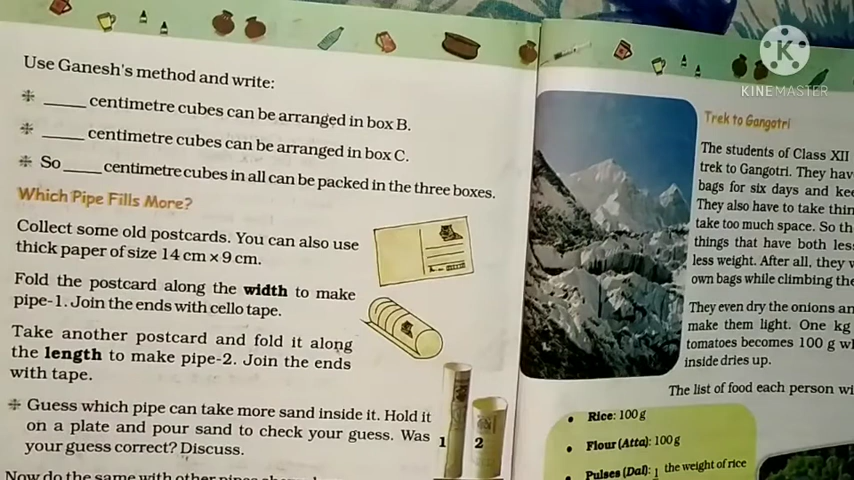 Use Ganesh's method and write:
_____ centimetre cubes can be arranged in box B.
_____ centimetre cubes can be arranged in box C.
So _____ centimetre cubes in all can be packed in the three boxes.
Which Pipe Fills More?
Collect some old postcards. You can also use
thick paper of size 14 cm × 9 cm.
Fold the postcard along the width to make
pipe-1. Join the ends with cello tape.
Take another postcard and fold it along
the length to make pipe-2. Join the ends
with tape.
Guess which pipe can take more sand inside it. Hold it
on a plate and pour sand to check your guess. Was
your guess correct? Discuss.
Now do the same with other pipes
1 2
KINEMASTER
Trek to Gangotri
The students of Class XII
trek to Gangotri. They hav
bags for six days and kee
They also have to take thin
take too much space. So th
things that have both les
less weight. After all, they
own bags while climbing the
They even dry the onions an
make them light. One kg
tomatoes becomes 100 g w
inside dries up.
The list of food each person wi
Rice: 100 g
Flour (Atta): 100 g
Pulses (Dal): 1 the weight of rice